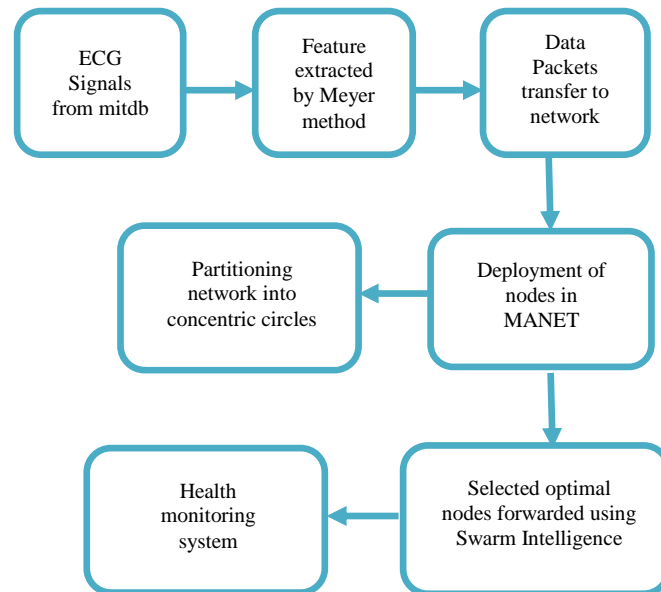 ECG
Signals
from mitdb
Feature
extracted
by Meyer
method
Data
Packets
transfer to
network
Partitioning
network into
concentric circles
Deployment of
nodes in
MANET
Health
monitoring
system
Selected optimal
nodes forwarded using
Swarm Intelligence